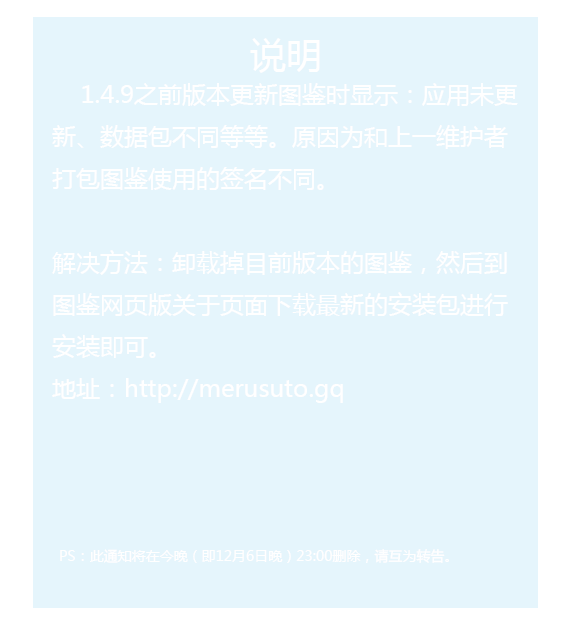 说明
1.4.9之前版本更新图鉴时显示：应用未更
新、数据包不同等等。原因为和上一维护者
打包图鉴使用的签名不同。
解决方法：卸载掉目前版本的图鉴，然后到
图鉴网页版关于页面下载最新的安装包进行
安装即可。
地址：http://merusuto.gq
PS：此通知将在今晚（即12月6日晚）23:00删除，请互为转告。